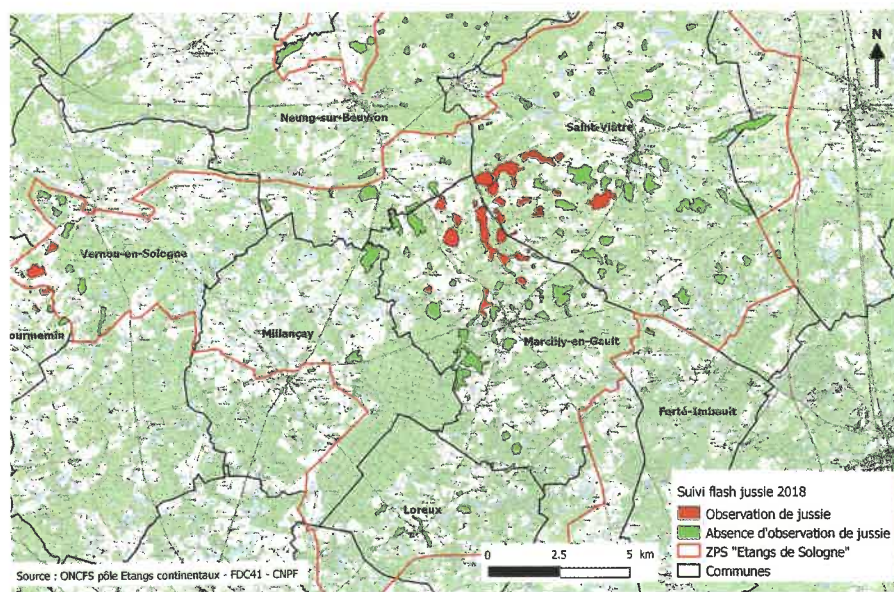 N
Neung-sur-Beuvron
Saint-Viâtre
Vernou-en-Sologne
ourmemin
Millançay
Marcilly-en-Gault
Ferté-Imbault
Loreux
Suivi flash jussie 2018
Observation de jussie
Absence d'observation de jussie
ZPS "Etangs de Sologne"
Communes
0 2.5 5 km
Source : ONCFS pôle Etangs continentaux - FDC41 - CNPF